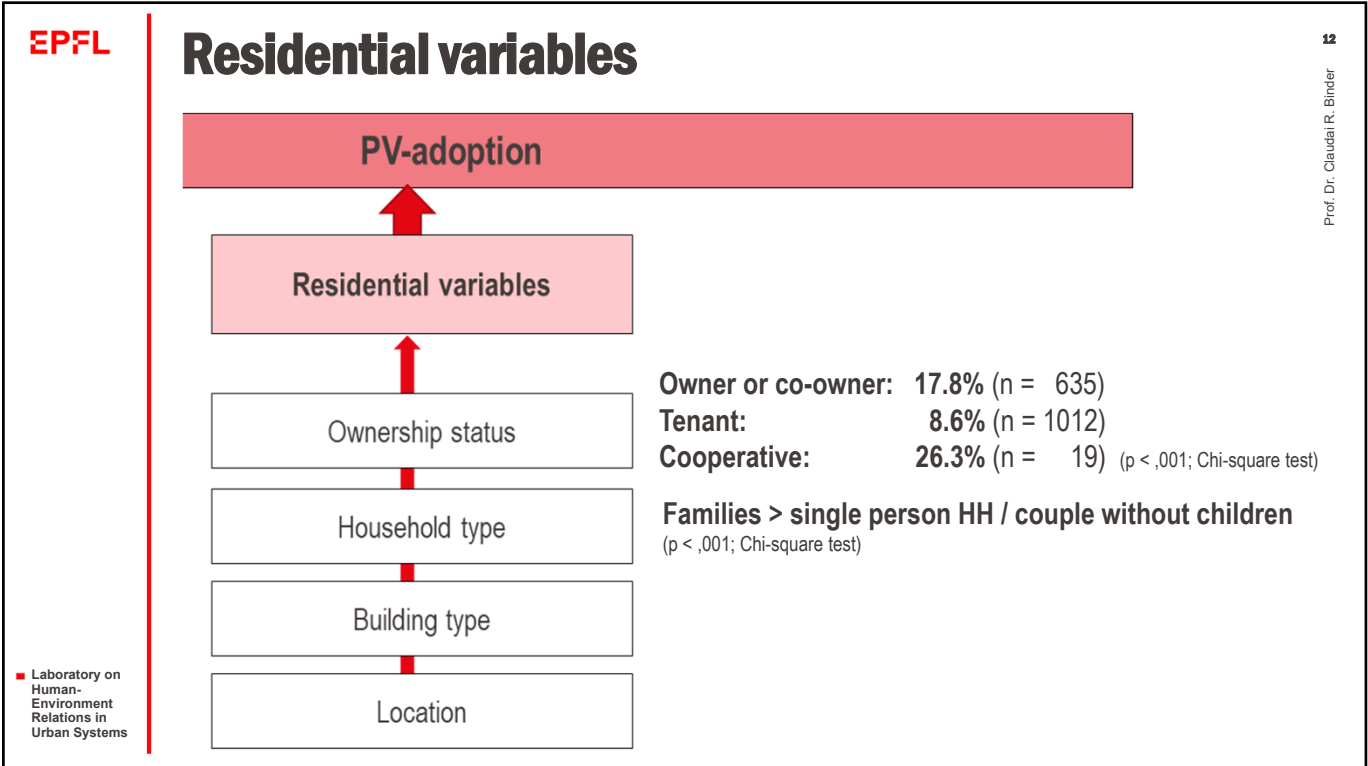 EPFL
Residential variables
12
Prof. Dr. Claudai R. Binder
PV-adoption
Residential variables
Ownership status
Household type
Building type
Location
Owner or co-owner: 17.8% (n = 635)
Tenant: 8.6% (n = 1012)
Cooperative: 26.3% (n = 19) (p < ,001; Chi-square test)
Families > single person HH / couple without children
(p < ,001; Chi-square test)
Laboratory on
Human-
Environment
Relations in
Urban Systems